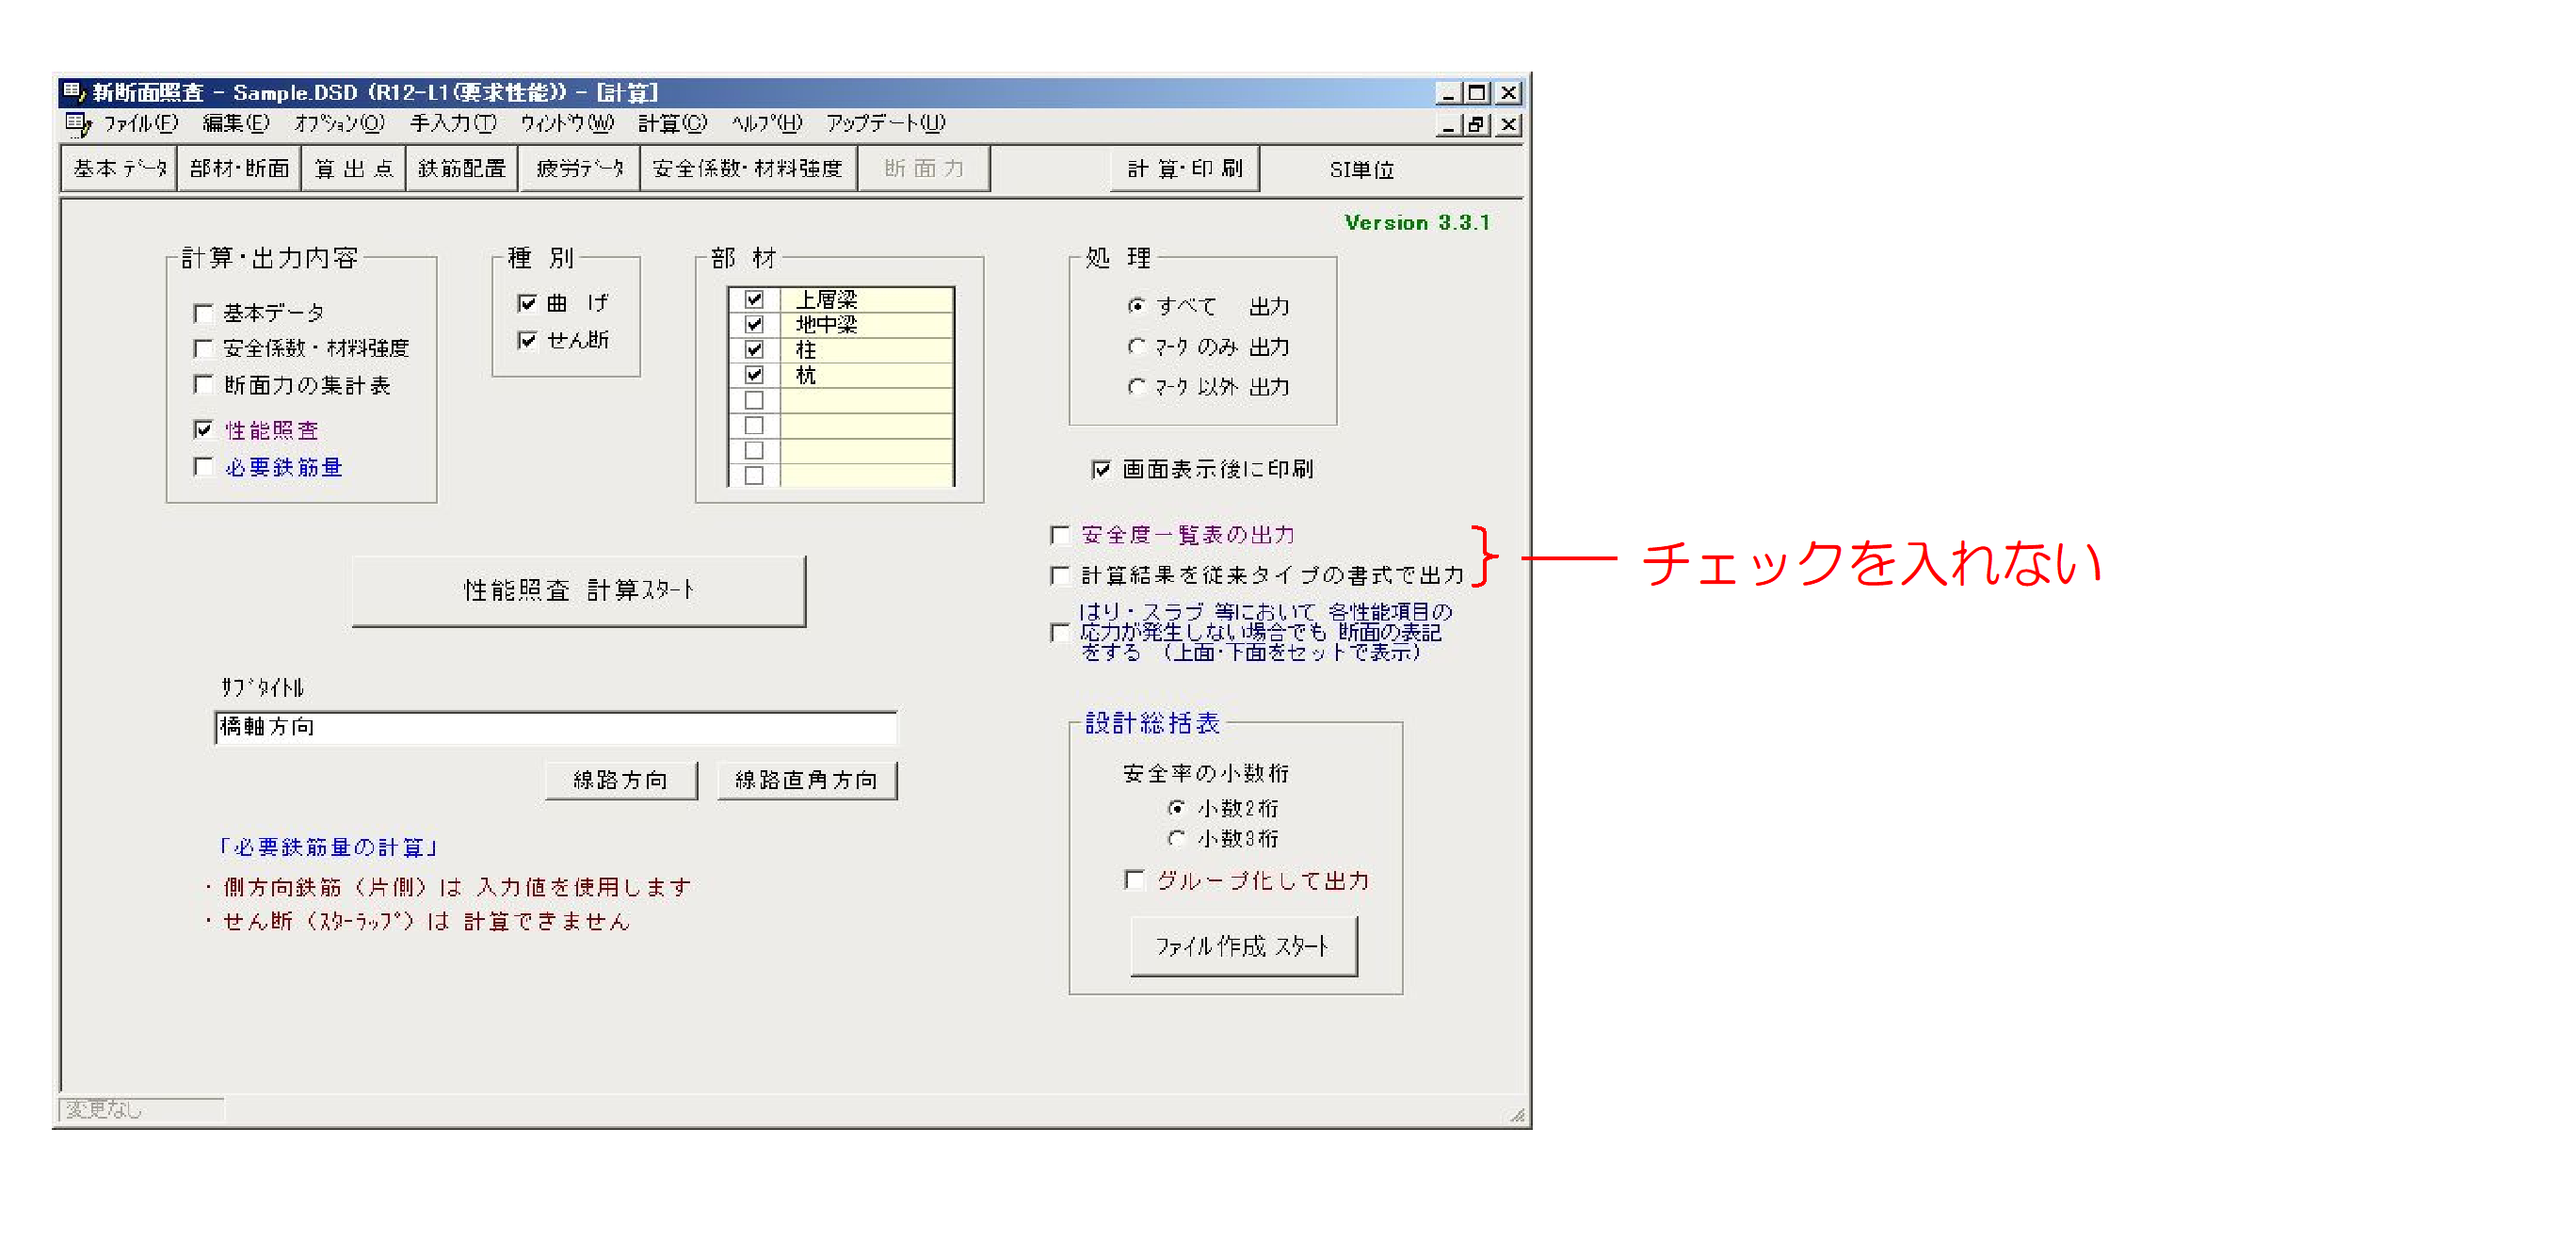 新断面照査 - Sample.DSD (R12-L1(要求性能)) - [計算]
ﾌｧｲﾙ(F) 編集(E) ｵﾌﾟｼｮﾝ(O) 手入力(T) ｳｨﾝﾄﾞｳ(W) 計算(C) ﾍﾙﾌﾟ(H) アップデート(U)
基本ﾃﾞｰﾀ 部材･断面 算 出 点 鉄筋配置 疲労ﾃﾞｰﾀ 安全係数･材料強度 断 面 力 計 算･印 刷 SI単位
Version 3.3.1
計算・出力内容
基本データ
安全係数・材料強度
断面力の集計表
性能照査
必要鉄筋量
種 別
曲 げ
せん断
部 材
上層梁
地中梁
柱
杭
処 理
すべて 出力
ﾏｰｸ のみ 出力
ﾏｰｸ 以外 出力
画面表示後に印刷
安全度一覧表の出力
計算結果を従来タイプの書式で出力
チェックを入れない
はり・スラブ 等において 各性能項目の
応力が発生しない場合でも 断面の表記
をする （上面･下面をセットで表示）
性能照査 計算ｽﾀｰﾄ
ｻﾌﾞﾀｲﾄﾙ
橋軸方向
線路方向 線路直角方向
「必要鉄筋量の計算」
・側方向鉄筋（片側）は 入力値を使用します
・せん断（ｽﾀｰﾗｯﾌﾟ）は 計算できません
設計総括表
安全率の小数桁
小数2桁
小数3桁
グループ化して出力
ﾌｧｲﾙ作成 ｽﾀｰﾄ
変更なし